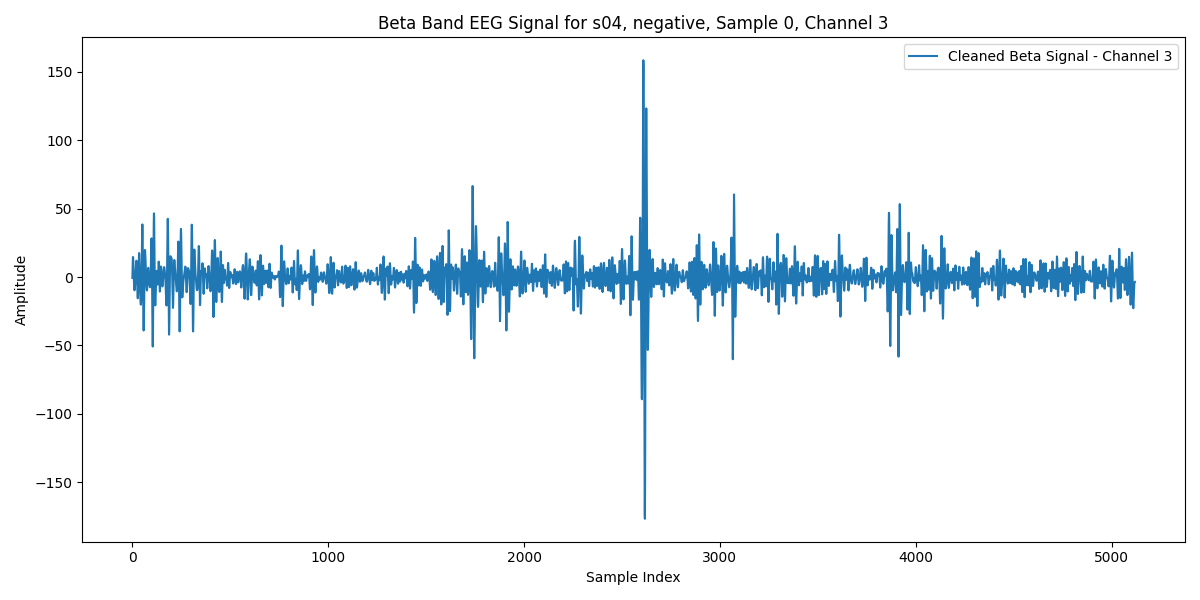 Beta Band EEG Signal for s04, negative, Sample 0, Channel 3
Cleaned Beta Signal - Channel 3
Amplitude
150
100
50
0
−50
−100
−150
0 1000 2000 3000 4000 5000
Sample Index